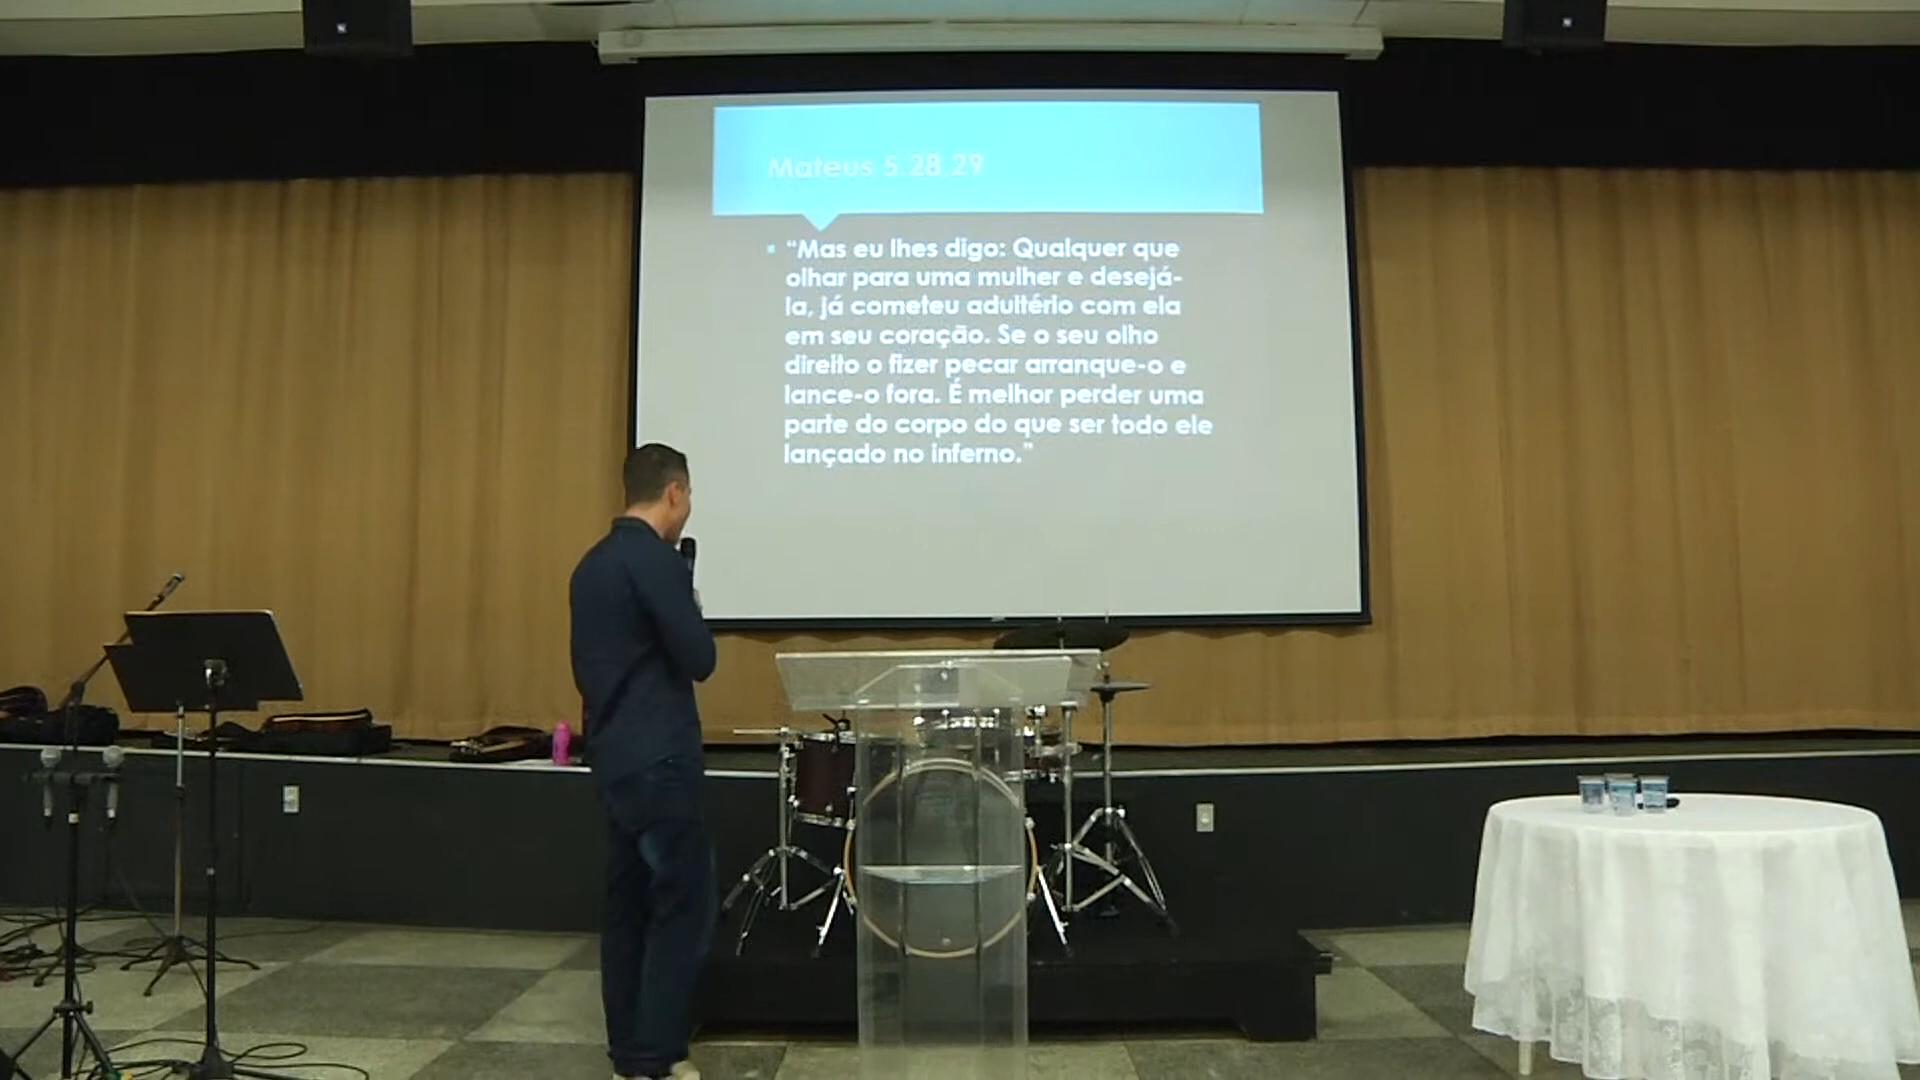 Mateus 5.28,29
“Mas eu lhes digo: Qualquer que
olhar para uma mulher e desejá-
la, já cometeu adultério com ela
em seu coração. Se o seu olho
direito o fizer pecar arranque-o e
lance-o fora. É melhor perder uma
parte do corpo do que ser todo ele
lançado no inferno.”